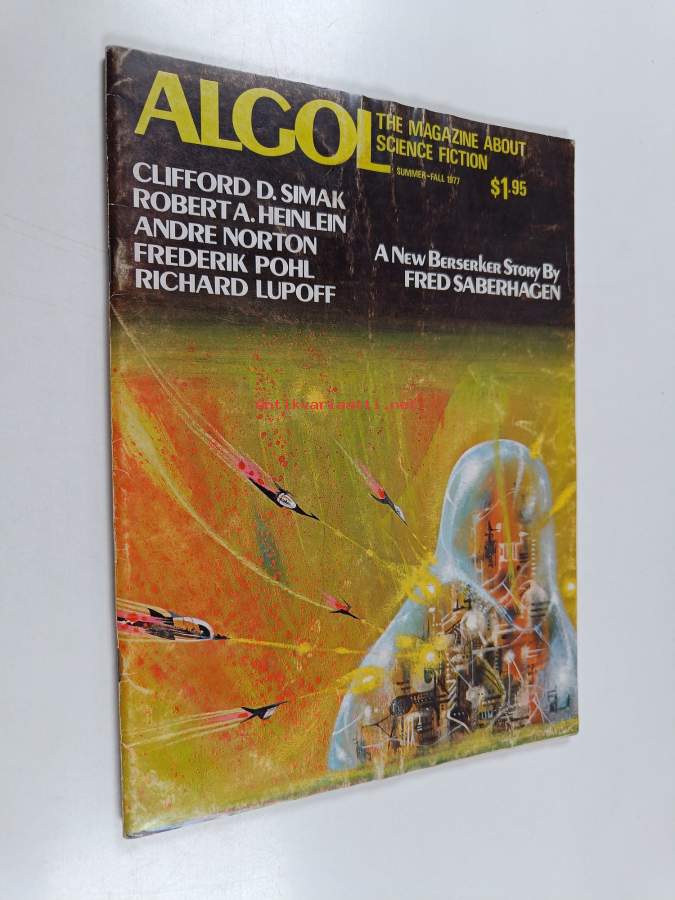 ALGOL
THE MAGAZINE ABOUT
SCIENCE FICTION
SUMMER-FALL 1977
$1.95
CLIFFORD D. SIMAK
ROBERT A. HEINLEIN
ANDRE NORTON
FREDERIK POHL
RICHARD LUPOFF
A New Berserker Story By
FRED SABERHAGEN
antikvariaatti.net